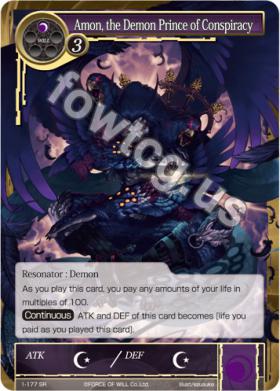 Amon, the Demon Prince of Conspiracy
WILL
3
fowtcg.us
Resonator : Demon
As you play this card, you pay any amounts of your life in
multiples of 100.
Continuous ATK and DEF of this card becomes [life you
paid as you played this card].
ATK / DEF
1-177 SR ©FORCE OF WILL Co.,Ltd.